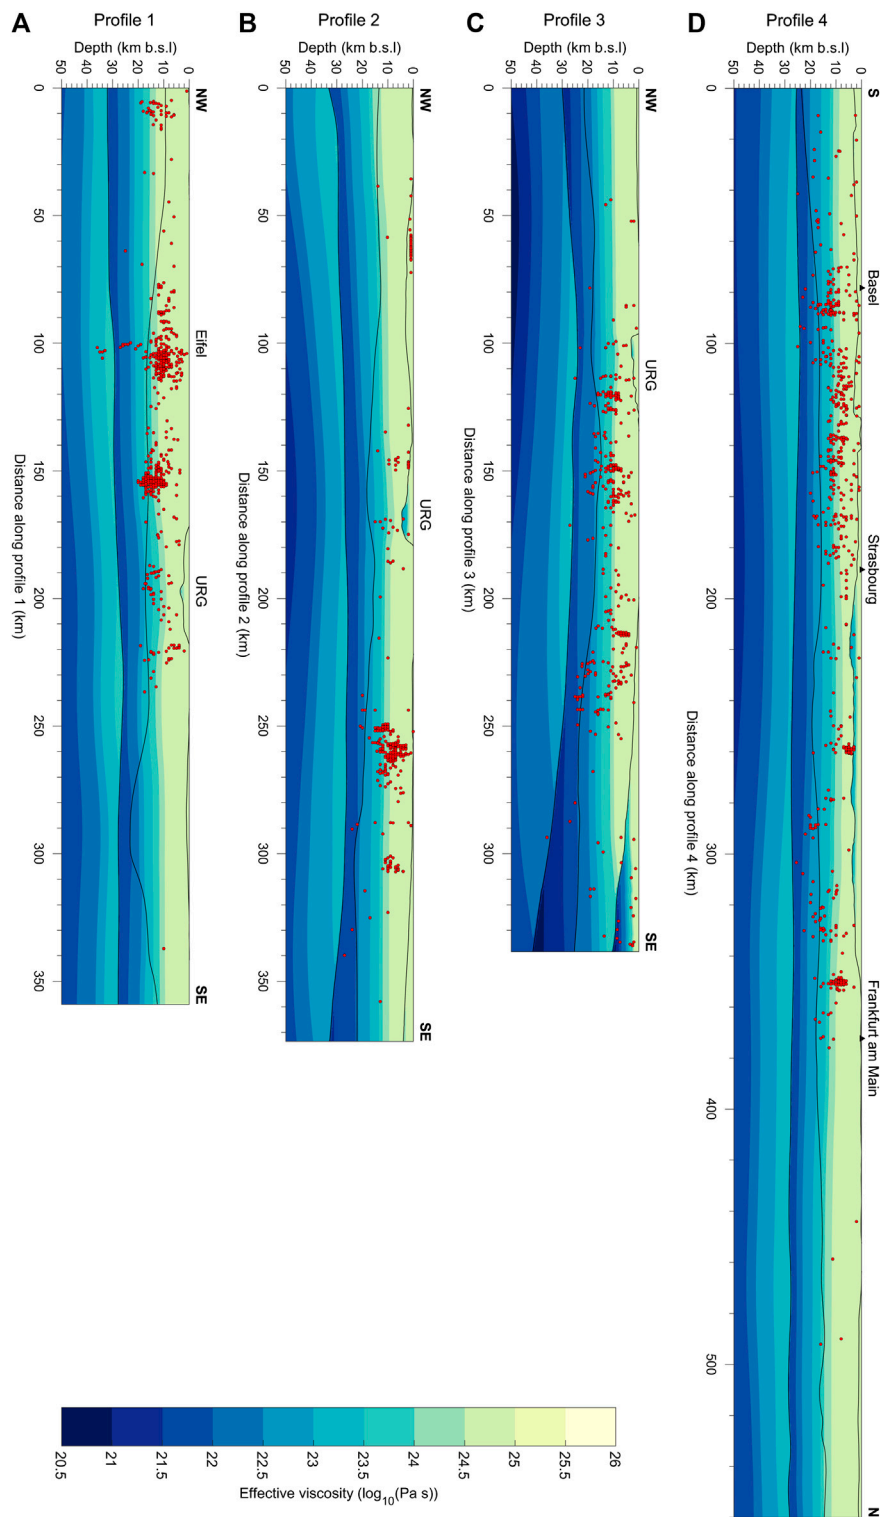 A Profile 1
Depth (km b.s.l)
50 40 30 20 10 0
NW
0
50
100
150
200
250
300
350
Eifel
URG
SE
Distance along profile 1 (km)
B Profile 2
Depth (km b.s.l)
50 40 30 20 10 0
NW
0
50
100
150
200
250
300
350
URG
SE
Distance along profile 2 (km)
C Profile 3
Depth (km b.s.l)
50 40 30 20 10 0
NW
0
50
100
150
200
250
300
URG
SE
Distance along profile 3 (km)
D Profile 4
Depth (km b.s.l)
50 40 30 20 10 0
S
0
100
200
300
400
500
Basel
Strasbourg
Frankfurt am Main
N
Distance along profile 4 (km)
20.5 21 21.5 22 22.5 23 23.5 24 24.5 25 25.5 26
Effective viscosity (log10(Pa s))